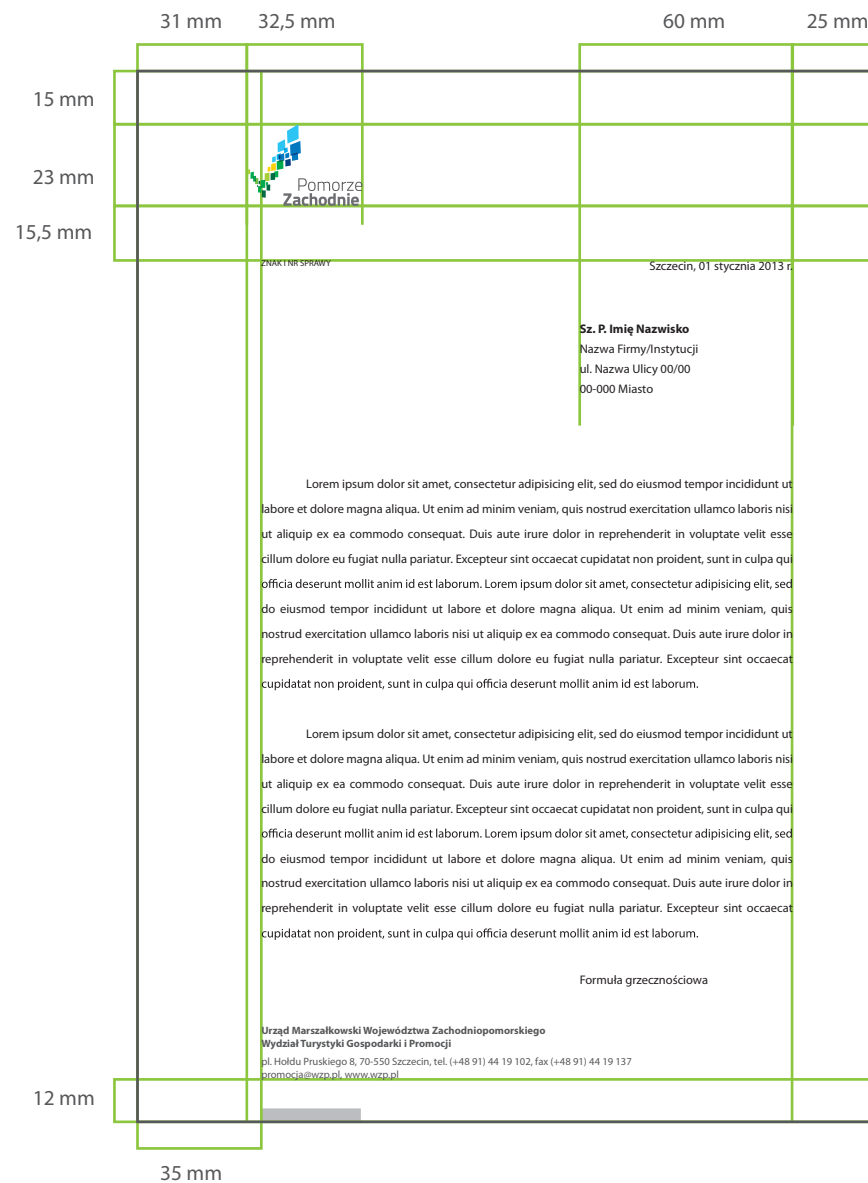 31 mm 32,5 mm 60 mm 25 mm
15 mm
23 mm
Pomorze
Zachodnie
15,5 mm
ZNAK I NR SPRAWY
Szczecin, 01 stycznia 2013 r.
Sz. P. Imię Nazwisko
Nazwa Firmy/Instytucji
ul. Nazwa Ulicy 00/00
00-000 Miasto
Lorem ipsum dolor sit amet, consectetur adipisicing elit, sed do eiusmod tempor incididunt ut
labore et dolore magna aliqua. Ut enim ad minim veniam, quis nostrud exercitation ullamco laboris nisi
ut aliquip ex ea commodo consequat. Duis aute irure dolor in reprehenderit in voluptate velit esse
cillum dolore eu fugiat nulla pariatur. Excepteur sint occaecat cupidatat non proident, sunt in culpa qui
officia deserunt mollit anim id est laborum. Lorem ipsum dolor sit amet, consectetur adipisicing elit, sed
do eiusmod tempor incididunt ut labore et dolore magna aliqua. Ut enim ad minim veniam, quis
nostrud exercitation ullamco laboris nisi ut aliquip ex ea commodo consequat. Duis aute irure dolor in
reprehenderit in voluptate velit esse cillum dolore eu fugiat nulla pariatur. Excepteur sint occaecat
cupidatat non proident, sunt in culpa qui officia deserunt mollit anim id est laborum.
Lorem ipsum dolor sit amet, consectetur adipisicing elit, sed do eiusmod tempor incididunt ut
labore et dolore magna aliqua. Ut enim ad minim veniam, quis nostrud exercitation ullamco laboris nisi
ut aliquip ex ea commodo consequat. Duis aute irure dolor in reprehenderit in voluptate velit esse
cillum dolore eu fugiat nulla pariatur. Excepteur sint occaecat cupidatat non proident, sunt in culpa qui
officia deserunt mollit anim id est laborum. Lorem ipsum dolor sit amet, consectetur adipisicing elit, sed
do eiusmod tempor incididunt ut labore et dolore magna aliqua. Ut enim ad minim veniam, quis
nostrud exercitation ullamco laboris nisi ut aliquip ex ea commodo consequat. Duis aute irure dolor in
reprehenderit in voluptate velit esse cillum dolore eu fugiat nulla pariatur. Excepteur sint occaecat
cupidatat non proident, sunt in culpa qui officia deserunt mollit anim id est laborum.
Formuła grzecznościowa
Urząd Marszałkowski Województwa Zachodniopomorskiego
Wydział Turystyki Gospodarki i Promocji
pl. Hołdu Pruskiego 8, 70-550 Szczecin, tel. (+48 91) 44 19 102, fax (+48 91) 44 19 137
promocja@wzp.pl, www.wzp.pl
12 mm
35 mm